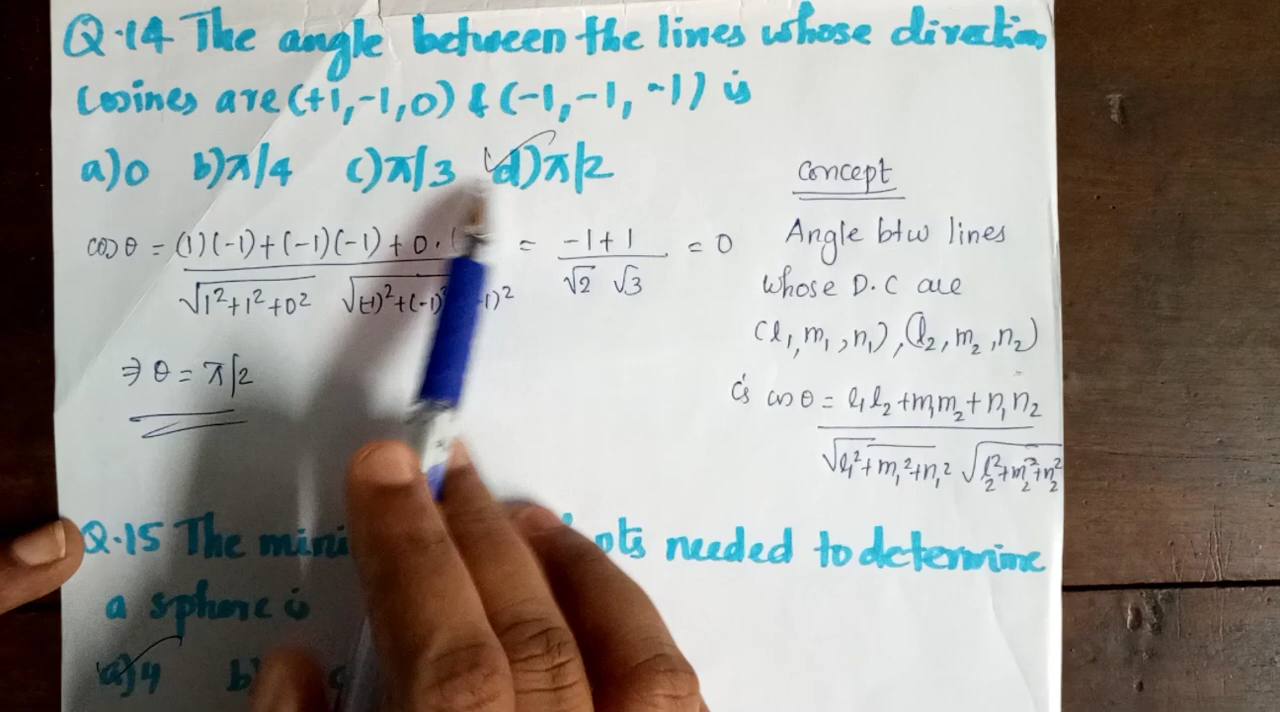 Q.14 The angle between the lines whose direction
cosines are (+1,-1,0) & (-1,-1,-1) is
a) 0 b) π/4 c) π/3 d) π/2
cos θ = (1)(-1)+(-1)(-1)+0. = -1+1 = 0
√1²+1²+0² √(-1)²+(-1)² -1)² √2 √3
⇒ θ = π/2
concept
Angle btw lines
whose D.C are
(l₁,m₁,n₁),(l₂,m₂,n₂)
is cos θ = l₁l₂+m₁m₂+n₁n₂
√l₁²+m₁²+n₁² √l₂²+m₂²+n₂²
Q.15 The needed to determine
a sphere is
a) 4 b)